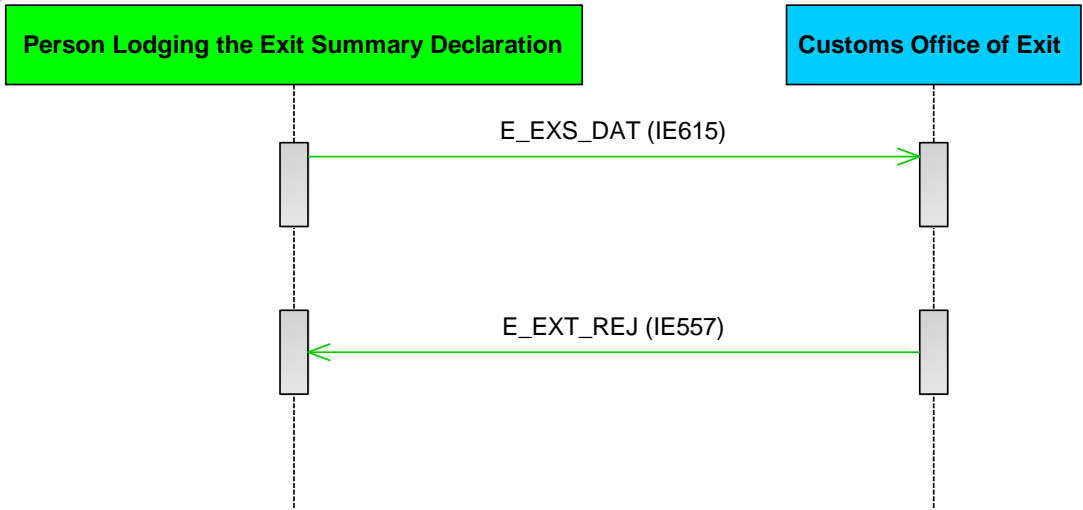 Person Lodging the Exit Summary Declaration
Customs Office of Exit
E_EXS_DAT (IE615)
E_EXT_REJ (IE557)